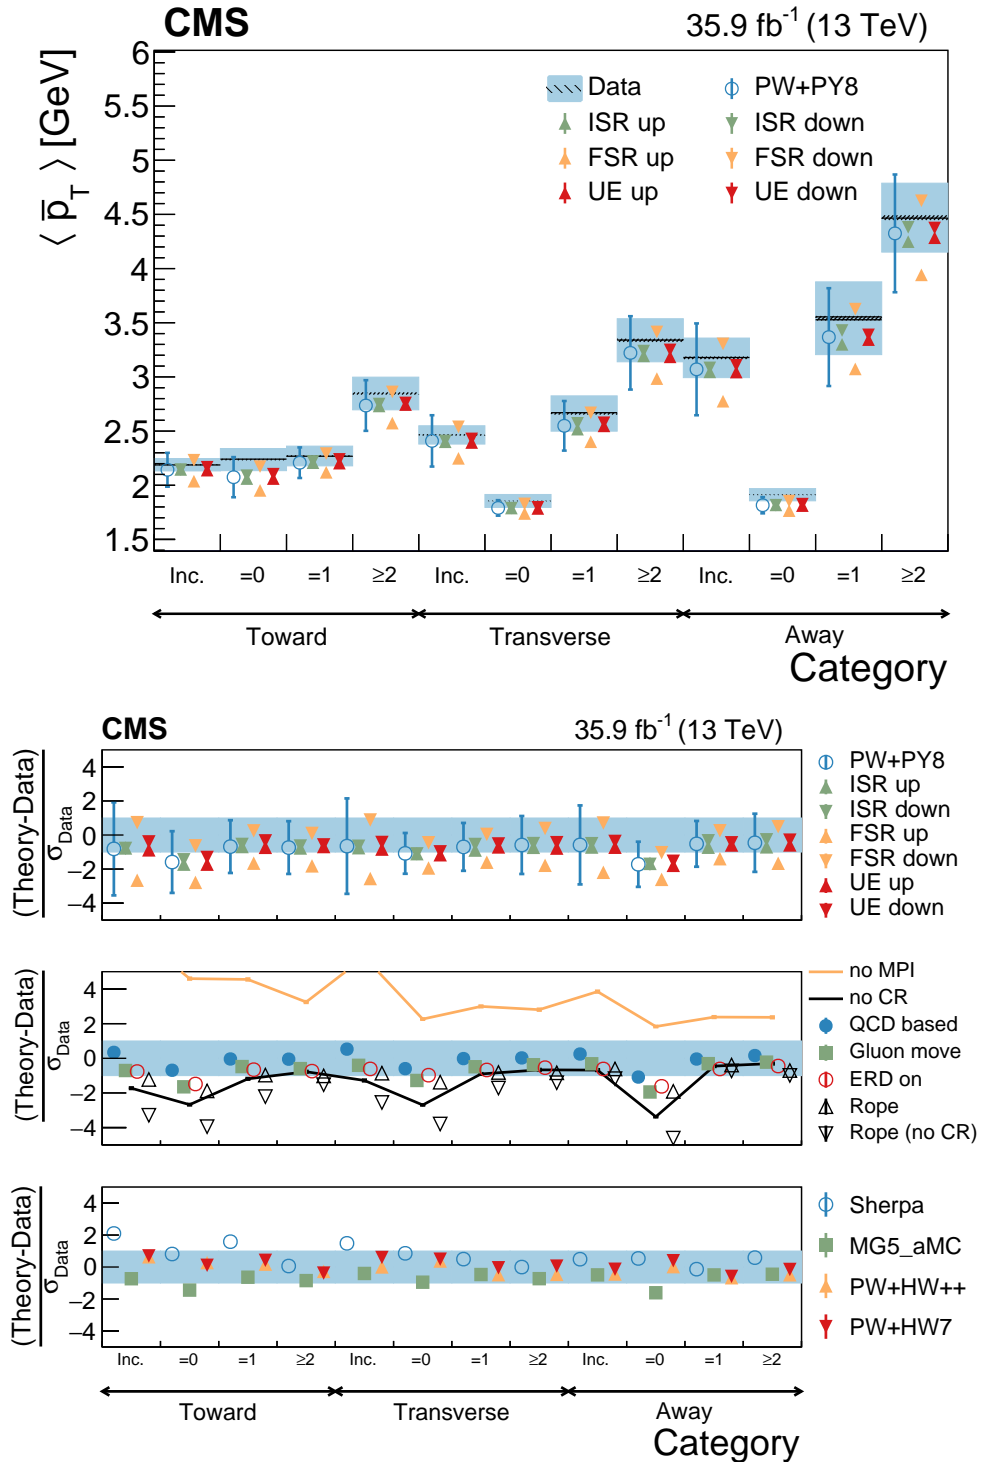 CMS 35.9 fb⁻¹ (13 TeV)
⟨ p̅_T ⟩ [GeV]
6
5.5
5
4.5
4
3.5
3
2.5
2
1.5
Data PW+PY8
ISR up ISR down
FSR up FSR down
UE up UE down
Inc. =0 =1 ≥2 Inc. =0 =1 ≥2 Inc. =0 =1 ≥2
Toward Transverse Away
Category
CMS 35.9 fb⁻¹ (13 TeV)
(Theory-Data)
σ_Data
4
2
0
−2
−4
PW+PY8
ISR up
ISR down
FSR up
FSR down
UE up
UE down
(Theory-Data)
σ_Data
4
2
0
−2
−4
no MPI
no CR
QCD based
Gluon move
ERD on
Rope
Rope (no CR)
(Theory-Data)
σ_Data
4
2
0
−2
−4
Sherpa
MG5_aMC
PW+HW++
PW+HW7
Inc. =0 =1 ≥2 Inc. =0 =1 ≥2 Inc. =0 =1 ≥2
Toward Transverse Away
Category